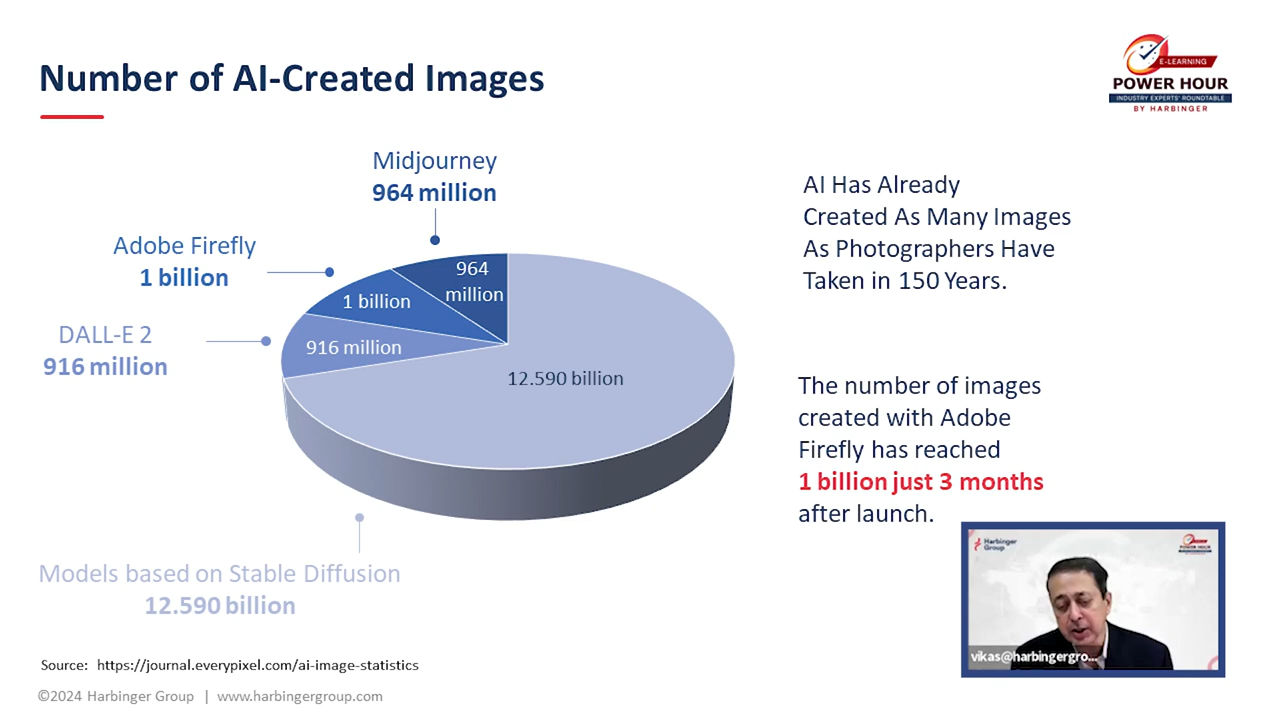 Number of AI-Created Images
E-LEARNING
POWER HOUR
INDUSTRY EXPERTS' ROUNDTABLE
BY HARBINGER
Midjourney
964 million
Adobe Firefly
1 billion
DALL-E 2
916 million
964
million
1 billion
916 million
12.590 billion
Models based on Stable Diffusion
12.590 billion
AI Has Already
Created As Many Images
As Photographers Have
Taken in 150 Years.
The number of images
created with Adobe
Firefly has reached
1 billion just 3 months
after launch.
Harbinger
Group
POWER HOUR
vikas@harbingergro...
Source: https://journal.everypixel.com/ai-image-statistics
©2024 Harbinger Group | www.harbingergroup.com